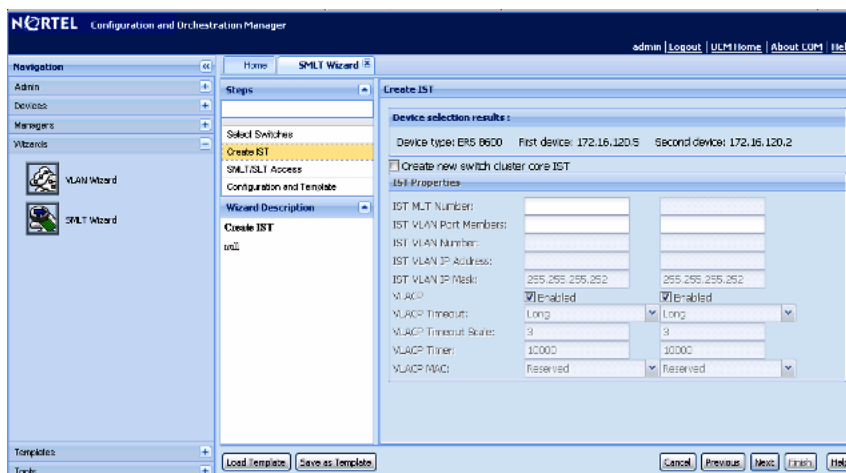 NORTEL Configuration and Orchestration Manager
admin | Logout | UCM Home | About COM | Hel
Navigation
Admin
Devices
Managers
Wizards
VLAN Wizard
SMLT Wizard
Templates
Tools
Home
SMLT Wizard
Steps
Select Switches
Create IST
SMLT/SLT Access
Configuration and Template
Wizard Description
Create IST
null
Create IST
Device selection results :
Device type: ERS 8600 First device: 172.16.120.5 Second device: 172.16.120.2
Create new switch cluster core IST
IST Properties
IST MLT Number:
IST VLAN Port Members:
IST VLAN Number:
IST VLAN IP Address:
IST VLAN IP Mask: 255.255.255.252 255.255.255.252
VLACP Enabled Enabled
VLACP Timeout: Long Long
VLACP Timeout Scale: 3 3
VLACP Timer: 10000 10000
VLACP MAC: Reserved Reserved
Load Template Save as Template Cancel Previous Next Finish Help